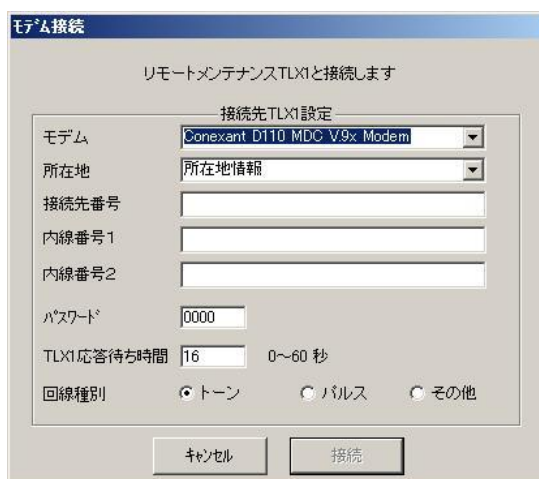 ﾓﾃﾞﾑ接続
リモートメンテナンスTLX1と接続します
接続先TLX1設定
モデム Conexant D110 MDC V.9x Modem
所在地 所在地情報
接続先番号
内線番号1
内線番号2
ﾊﾟｽﾜｰﾄﾞ 0000
TLX1応答待ち時間 16 0～60 秒
回線種別 トーン パルス その他
ｷｬﾝｾﾙ 接続